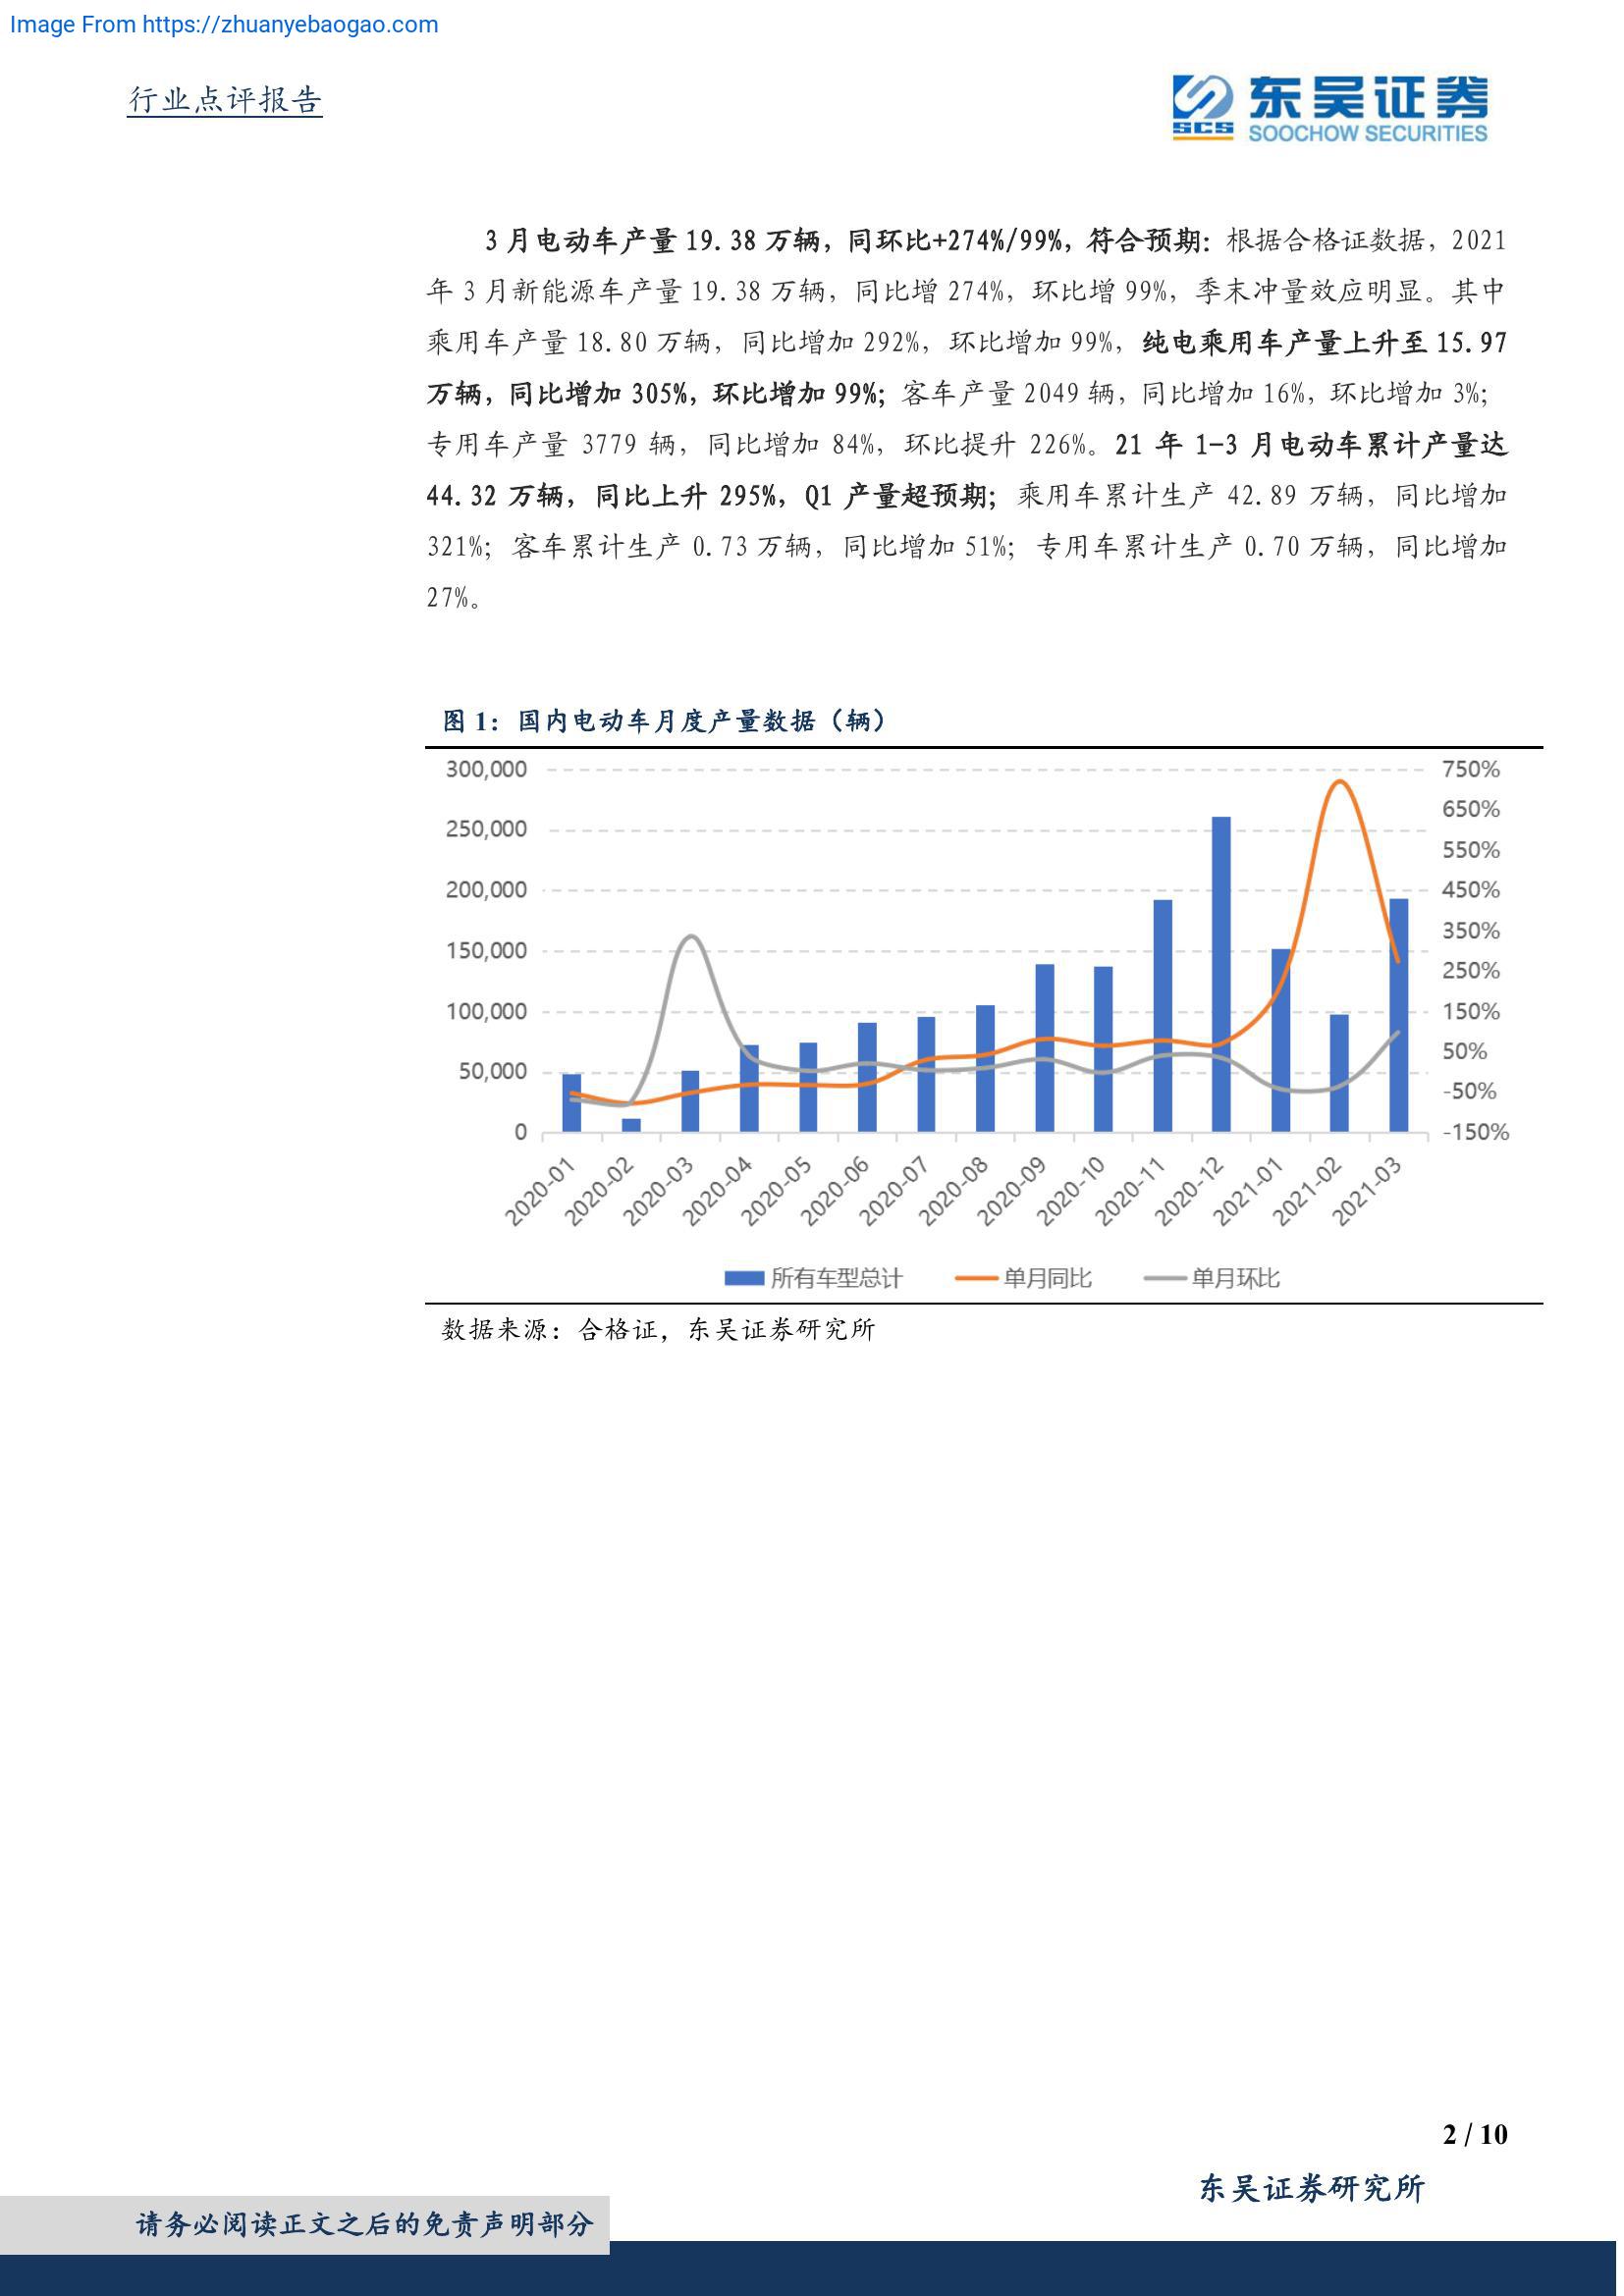 Image From https://zhuanyebaogao.com
行业点评报告
SCS
东吴证券
SOOCHOW SECURITIES
3 月电动车产量 19.38 万辆，同环比+274%/99%，符合预期：根据合格证数据，2021
年 3 月新能源车产量 19.38 万辆，同比增 274%，环比增 99%，季末冲量效应明显。其中
乘用车产量 18.80 万辆，同比增加 292%，环比增加 99%，纯电乘用车产量上升至 15.97
万辆，同比增加 305%，环比增加 99%；客车产量 2049 辆，同比增加 16%，环比增加 3%；
专用车产量 3779 辆，同比增加 84%，环比提升 226%。21 年 1-3 月电动车累计产量达
44.32 万辆，同比上升 295%，Q1 产量超预期；乘用车累计生产 42.89 万辆，同比增加
321%；客车累计生产 0.73 万辆，同比增加 51%；专用车累计生产 0.70 万辆，同比增加
27%。
图 1：国内电动车月度产量数据（辆）
300,000
250,000
200,000
150,000
100,000
50,000
0
750%
650%
550%
450%
350%
250%
150%
50%
-50%
-150%
2020-01
2020-02
2020-03
2020-04
2020-05
2020-06
2020-07
2020-08
2020-09
2020-10
2020-11
2020-12
2021-01
2021-02
2021-03
所有车型总计
单月同比
单月环比
数据来源：合格证，东吴证券研究所
2 / 10
东吴证券研究所
请务必阅读正文之后的免责声明部分